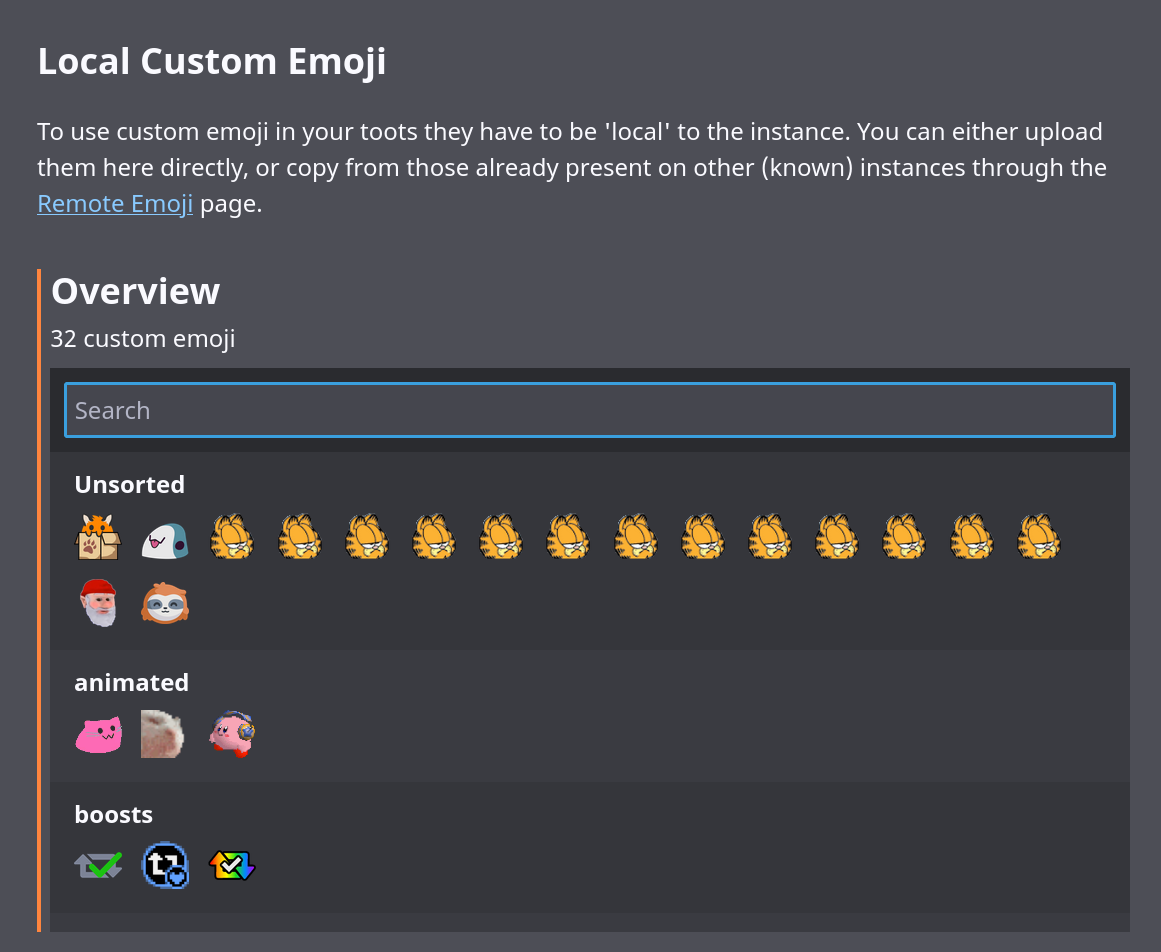 Local Custom Emoji
To use custom emoji in your toots they have to be 'local' to the instance. You can either upload
them here directly, or copy from those already present on other (known) instances through the
Remote Emoji page.
Overview
32 custom emoji
Search
Unsorted
animated
boosts